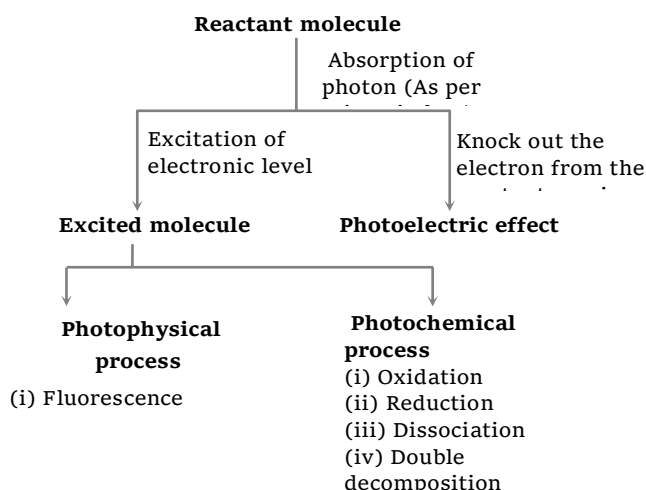 Reactant molecule
Absorption of
photon (As per
Excitation of
electronic level
Knock out the
electron from the
Excited molecule
Photoelectric effect
Photophysical
process
(i) Fluorescence
Photochemical
process
(i) Oxidation
(ii) Reduction
(iii) Dissociation
(iv) Double
decomposition